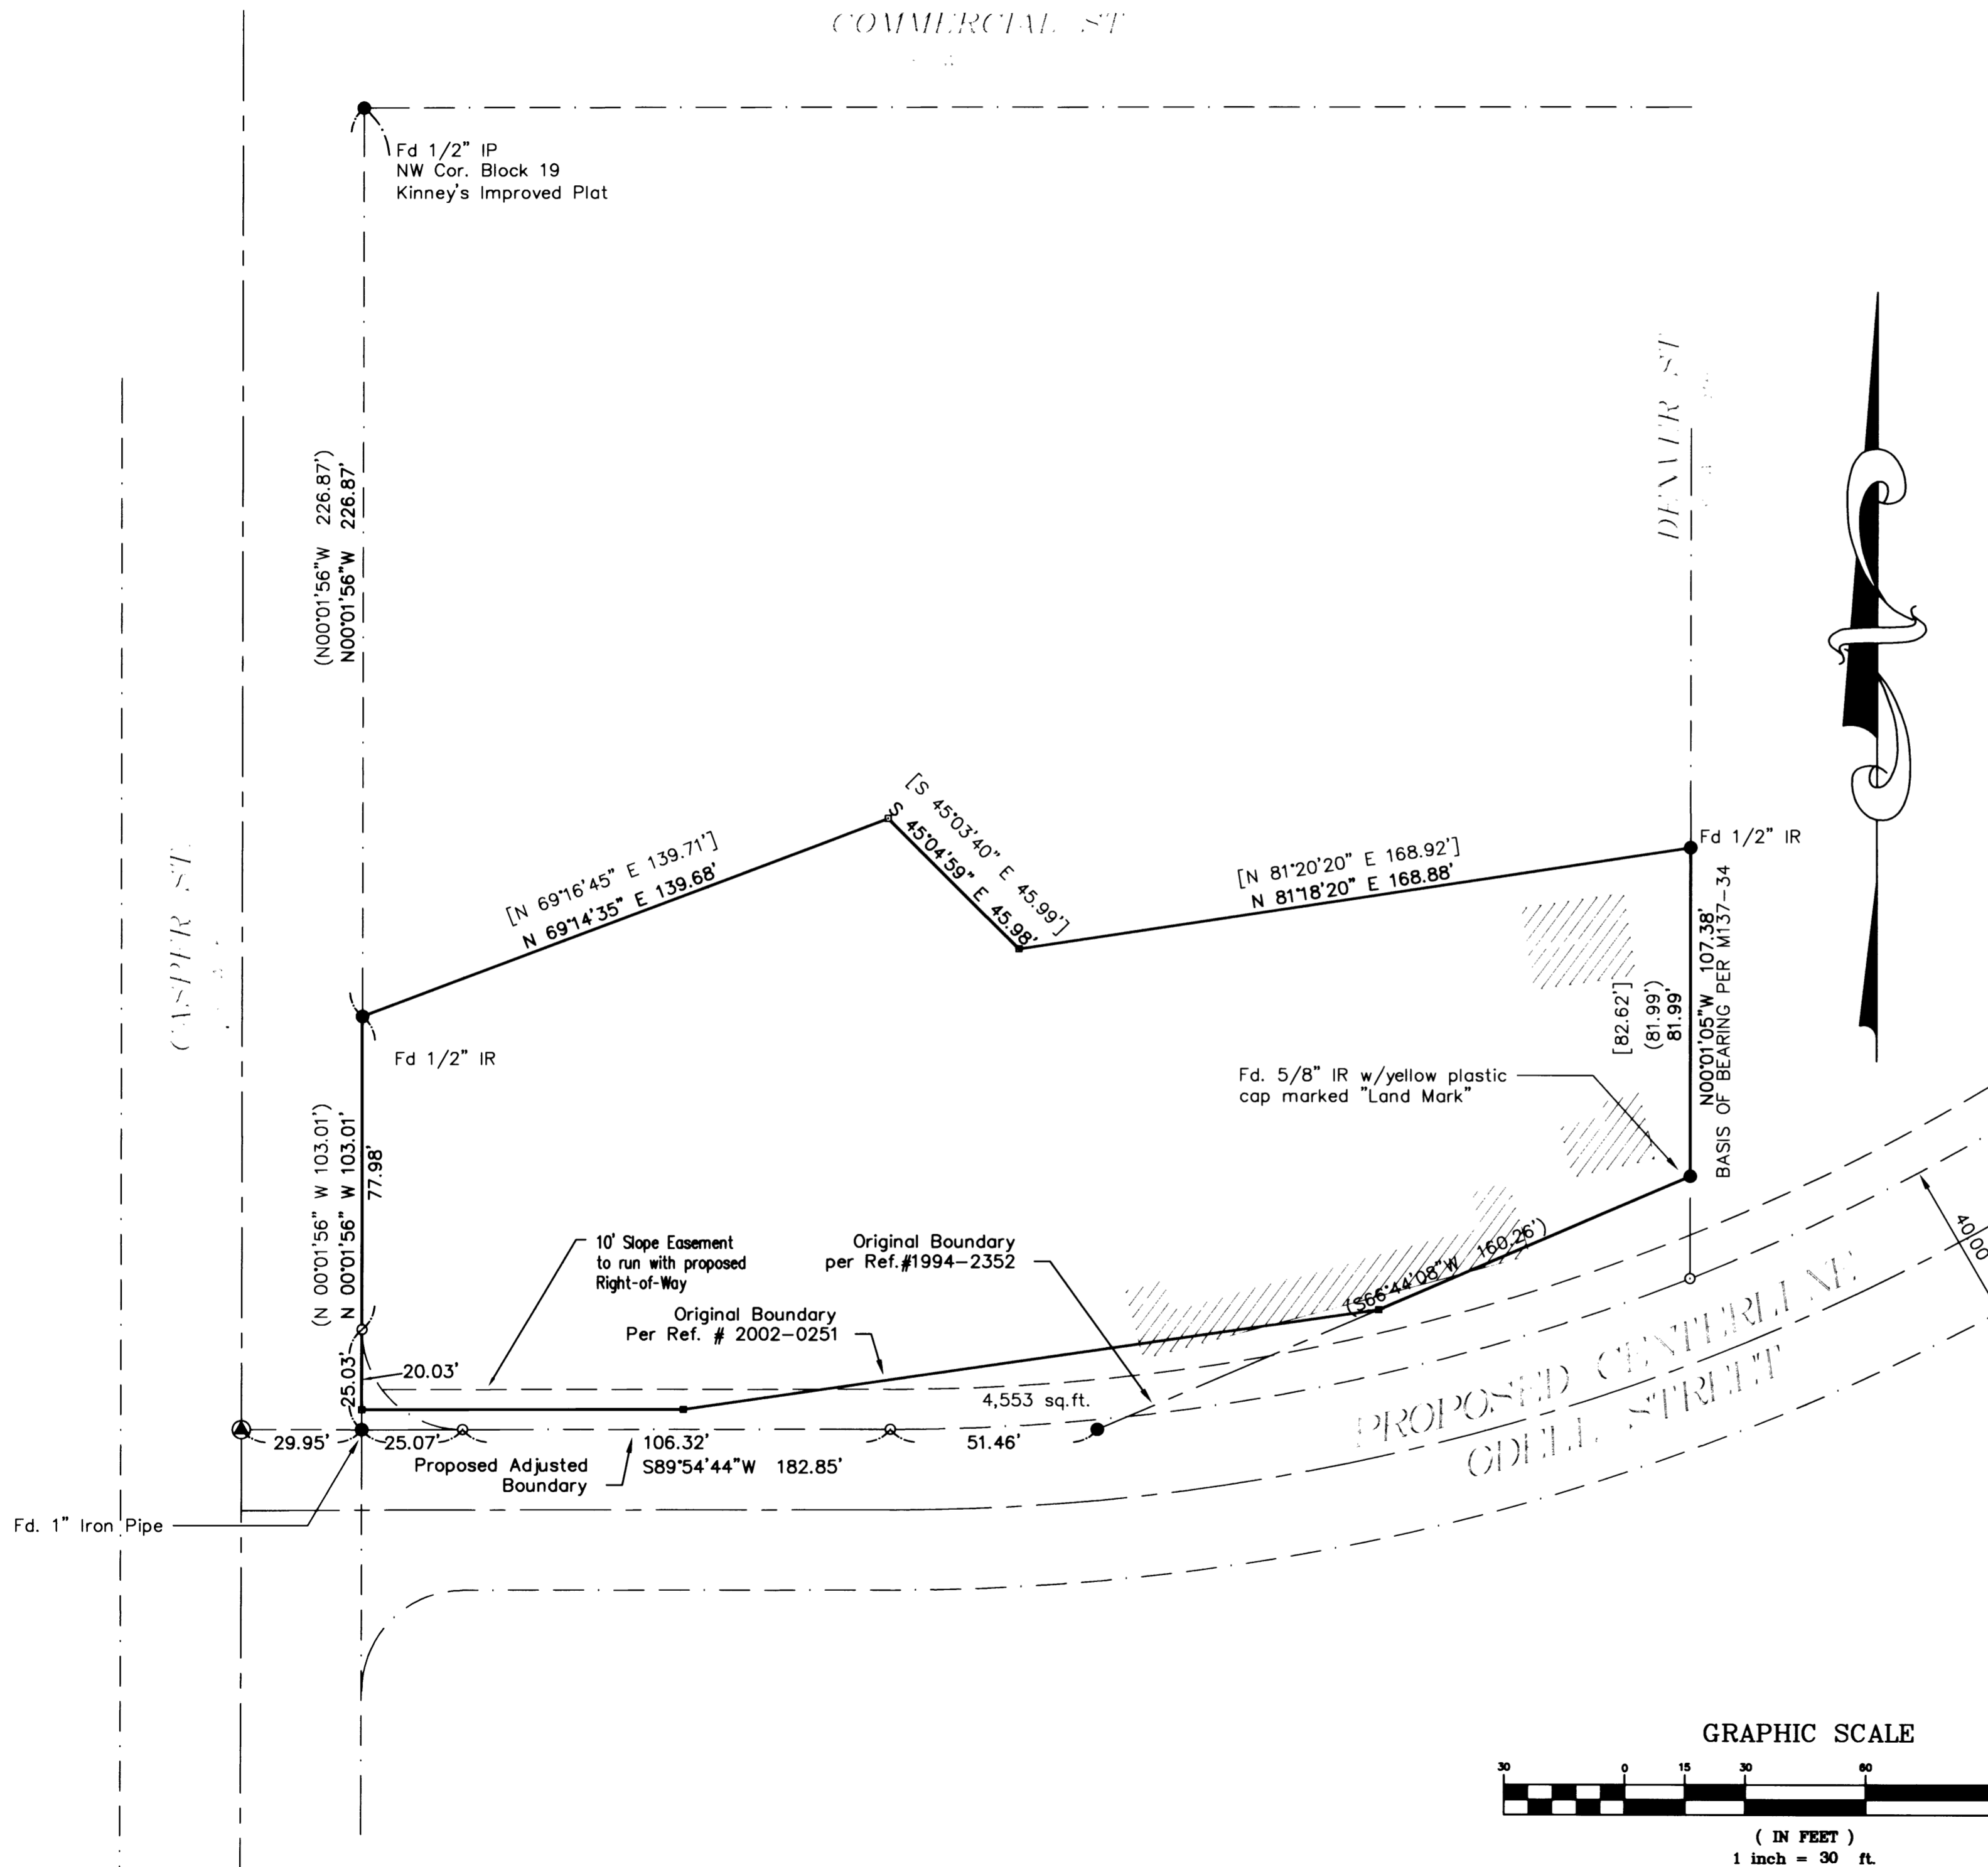 COMMERCIAL ST
Fd 1/2" IP
NW Cor. Block 19
Kinney's Improved Plat
DENVER ST
(N00°01'56"W 226.87')
N00°01'56"W 226.87'
[N 69°16'45" E 139.71']
N 69°14'35" E 139.68'
[S 45°03'40" E 45.99']
S 45°04'59" E 45.98'
[N 81°20'20" E 168.92']
N 81°18'20" E 168.88'
Fd 1/2" IR
CASPER ST.
Fd 1/2" IR
[82.62']
(81.99')
81.99'
N00°01'05"W 107.38'
BASIS OF BEARING PER M137-34
Fd. 5/8" IR w/yellow plastic
cap marked "Land Mark"
(N 00°01'56" W 103.01')
N 00°01'56" W 103.01'
77.98'
10' Slope Easement
to run with proposed
Right-of-Way
Original Boundary
per Ref.#1994-2352
(S66°44'08"W 160.26')
40.00
Original Boundary
Per Ref. # 2002-0251
25.03'
20.03'
4,553 sq.ft.
PROPOSED CENTERLINE
ODELL STREET
29.95'
25.07'
106.32'
51.46'
S89°54'44"W 182.85'
Proposed Adjusted
Boundary
Fd. 1" Iron Pipe
GRAPHIC SCALE
30 0 15 30 60
( IN FEET )
1 inch = 30 ft.